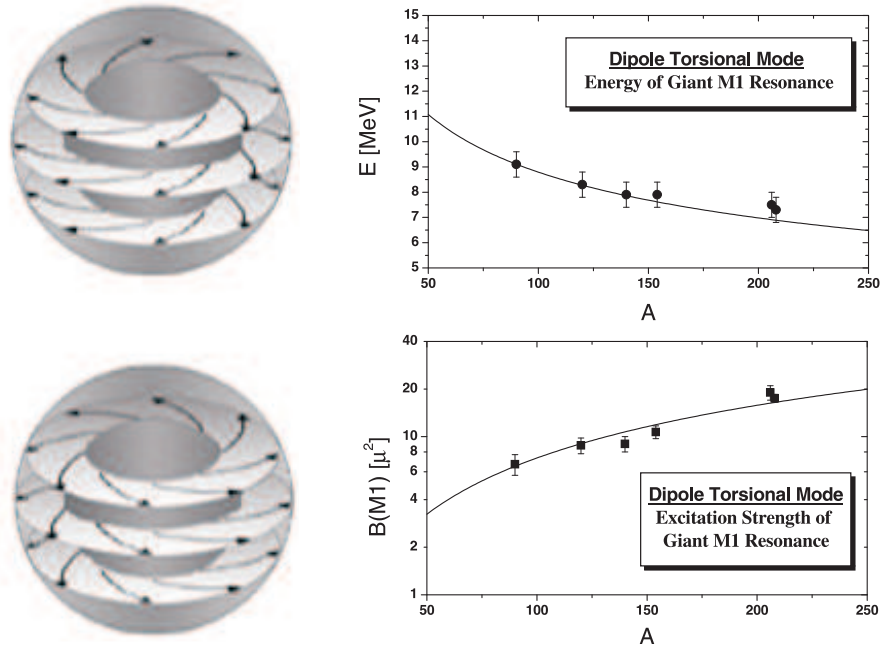 15
14
13
12
11
10
9
8
7
6
5
E [MeV]
Dipole Torsional Mode
Energy of Giant M1 Resonance
50 100 150 200 250
A
40
20
10
8
6
4
2
1
B(M1) [μ²]
Dipole Torsional Mode
Excitation Strength of
Giant M1 Resonance
50 100 150 200 250
A